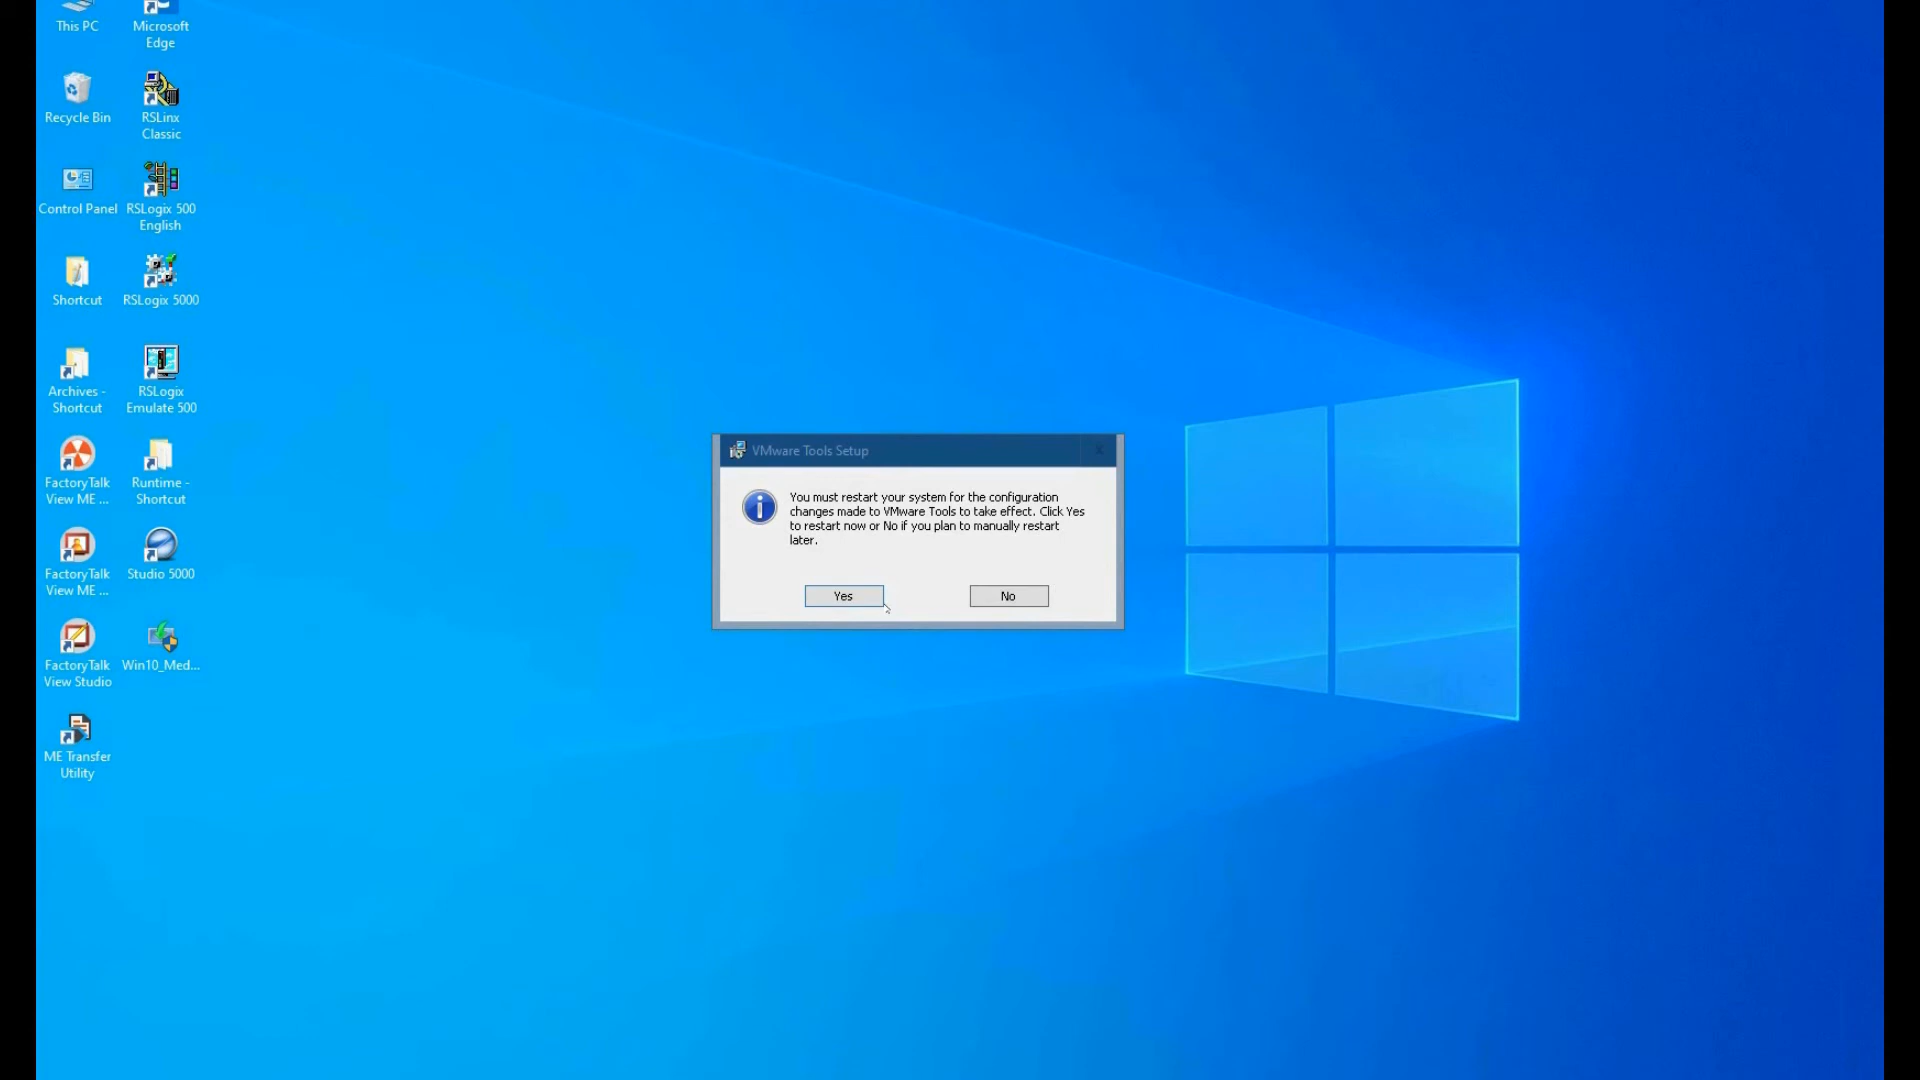 This PC
Microsoft
Edge
Recycle Bin
RSLinx
Classic
Control Panel
RSLogix 500
English
Shortcut
RSLogix 5000
Archives -
Shortcut
RSLogix
Emulate 500
FactoryTalk
View ME ...
Runtime -
Shortcut
FactoryTalk
View ME ...
Studio 5000
FactoryTalk
View Studio
Win10_Med...
ME Transfer
Utility
VMware Tools Setup
X
You must restart your system for the configuration
changes made to VMware Tools to take effect. Click Yes
to restart now or No if you plan to manually restart
later.
Yes
No